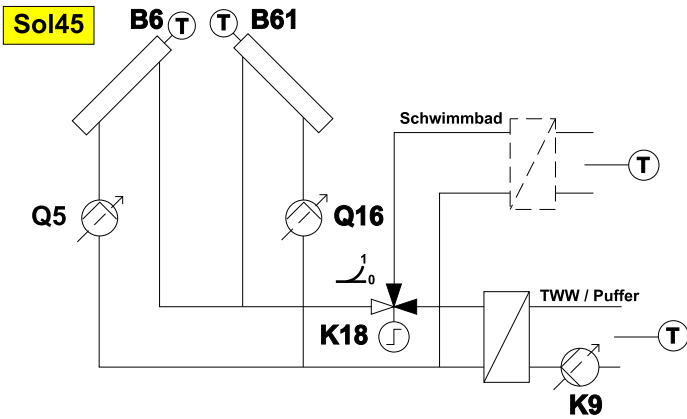 Sol45
B6
T
T
B61
Schwimmbad
T
Q5
Q16
1
0
TWW / Puffer
K18
T
K9